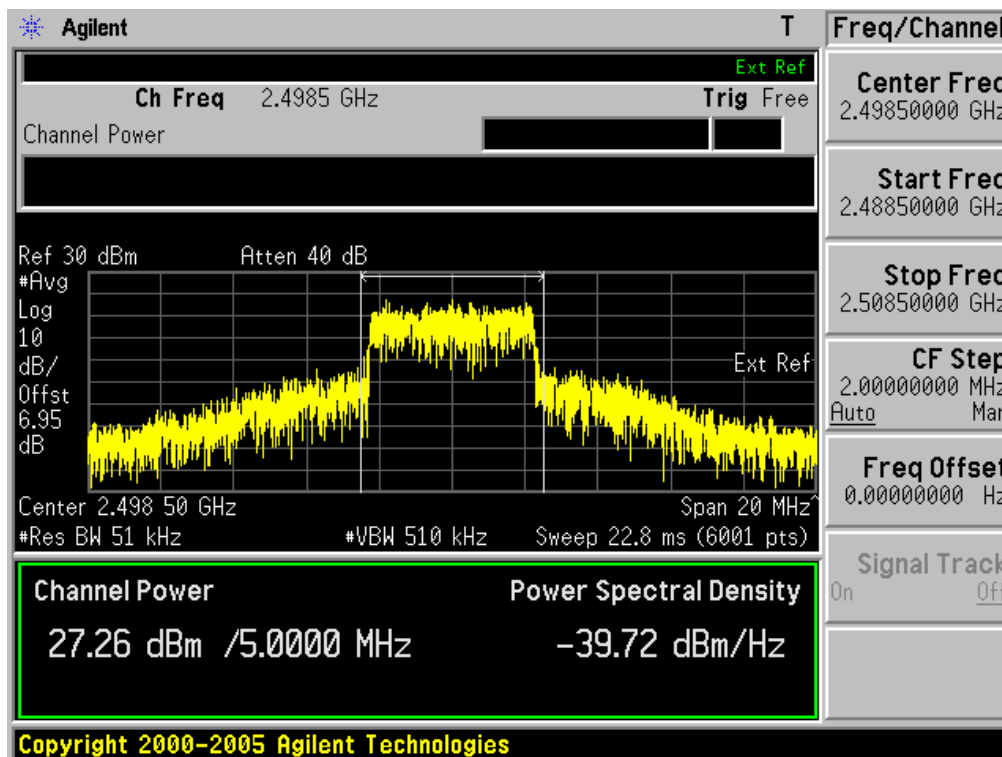 Agilent T
Ext Ref
Ch Freq 2.4985 GHz Trig Free
Channel Power
Ref 30 dBm Atten 40 dB
#Avg
Log
10
dB/
Offst
6.95
dB
Ext Ref
Center 2.498 50 GHz Span 20 MHz^
#Res BW 51 kHz #VBW 510 kHz Sweep 22.8 ms (6001 pts)
Channel Power Power Spectral Density
27.26 dBm /5.0000 MHz -39.72 dBm/Hz
Copyright 2000-2005 Agilent Technologies
Freq/Channel
Center Freq
2.49850000 GHz
Start Freq
2.48850000 GHz
Stop Freq
2.50850000 GHz
CF Step
2.00000000 MHz
Auto Man
Freq Offset
0.00000000 Hz
Signal Track
On Off